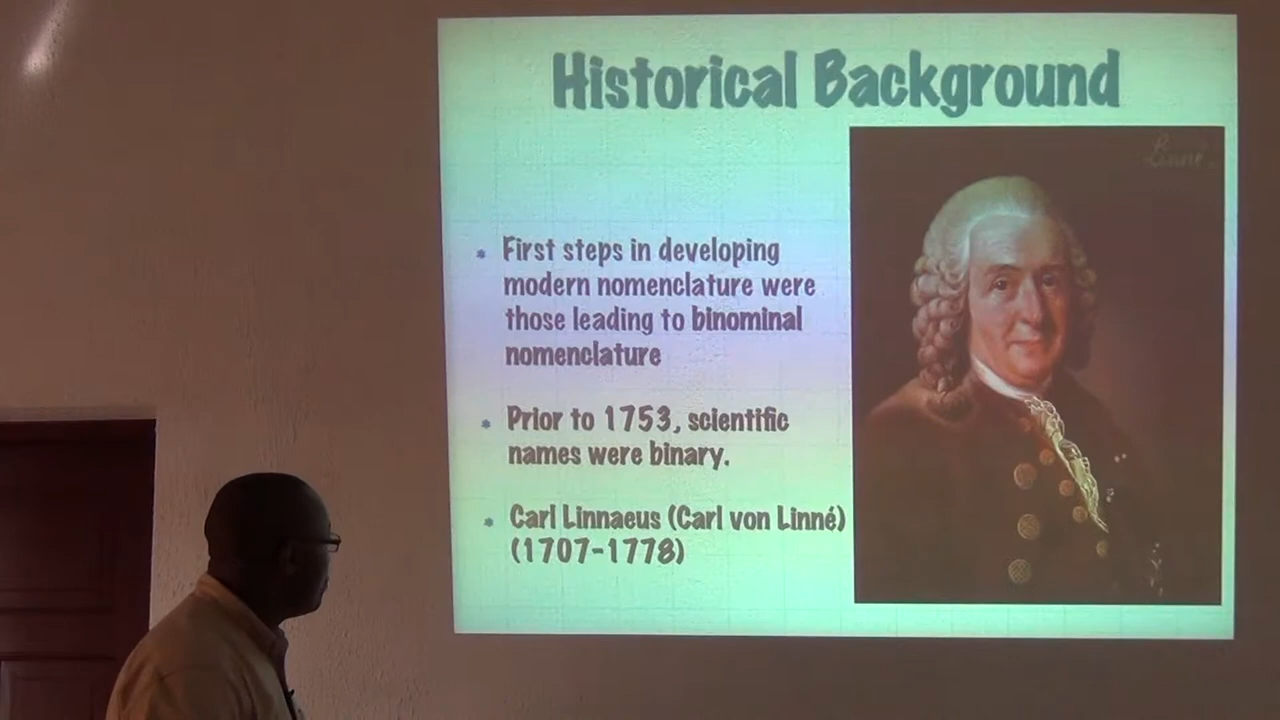 Historical Background
Linné.
First steps in developing
modern nomenclature were
those leading to binominal
nomenclature
Prior to 1753, scientific
names were binary.
Carl Linnaeus (Carl von Linné)
(1707-1778)